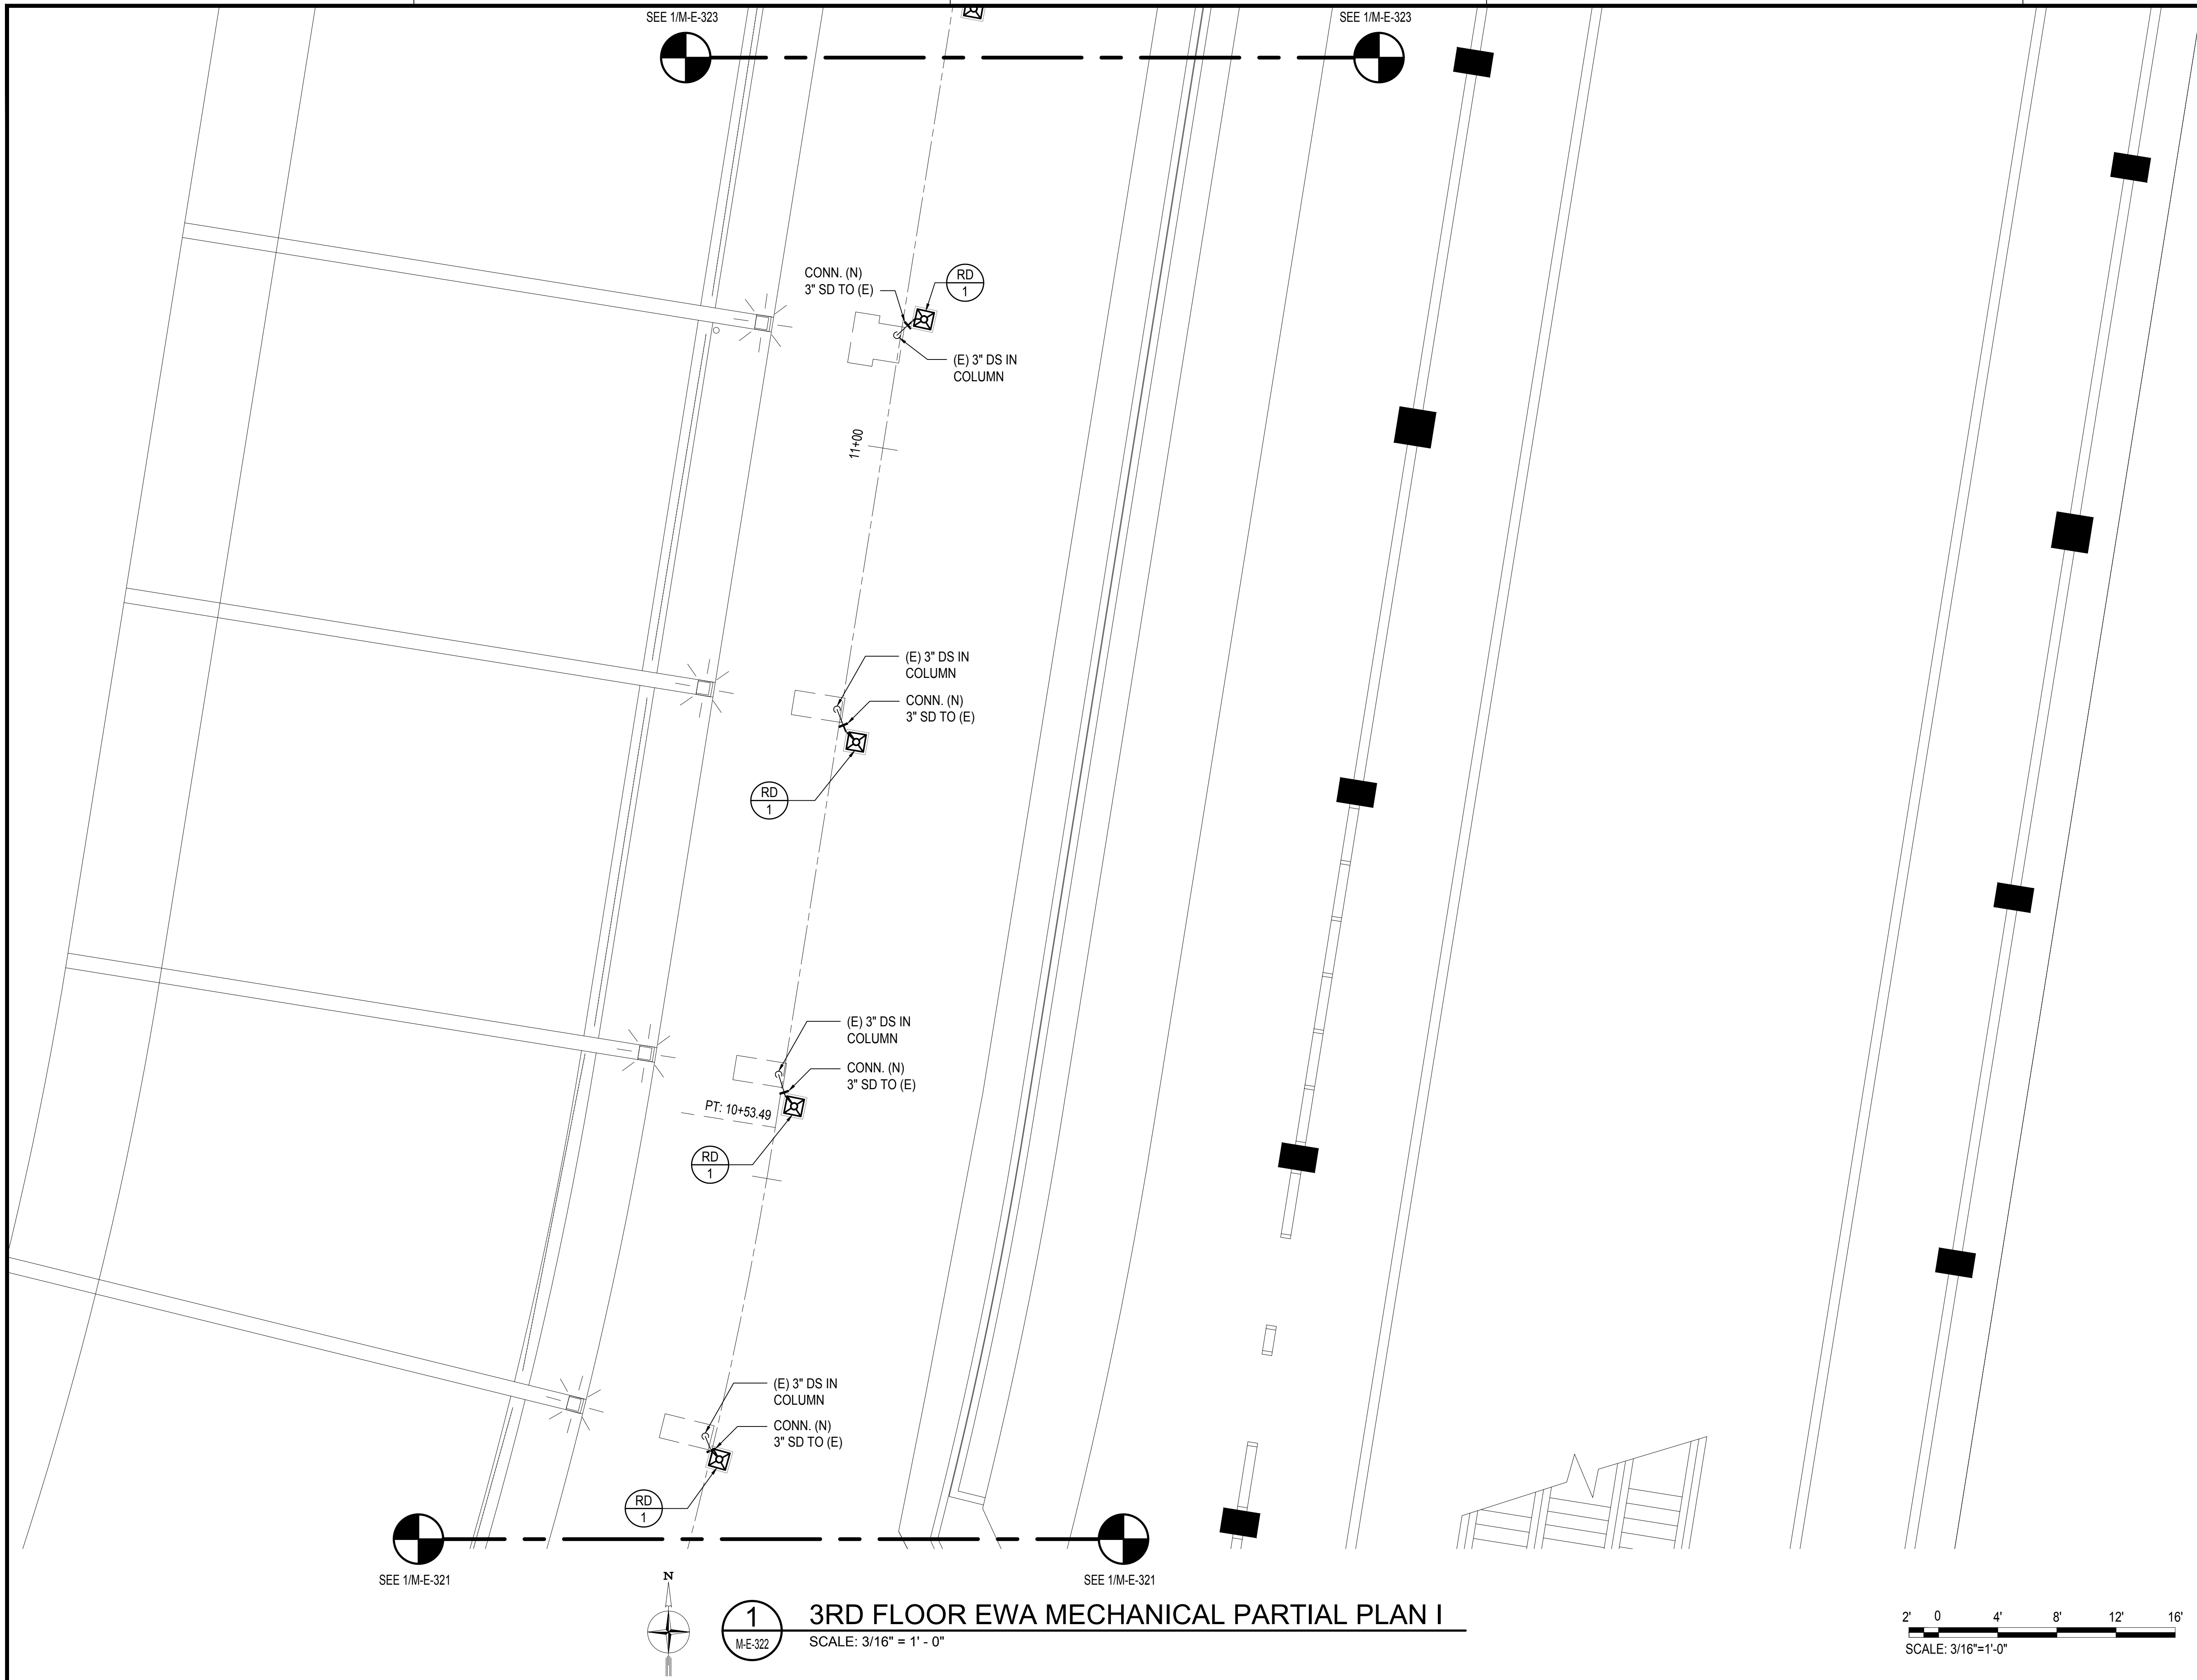 SEE 1/M-E-323
SEE 1/M-E-323
CONN. (N)
3" SD TO (E)
RD
1
(E) 3" DS IN
COLUMN
11+00
(E) 3" DS IN
COLUMN
CONN. (N)
3" SD TO (E)
RD
1
(E) 3" DS IN
COLUMN
CONN. (N)
3" SD TO (E)
PT: 10+53.49
RD
1
(E) 3" DS IN
COLUMN
CONN. (N)
3" SD TO (E)
RD
1
SEE 1/M-E-321
SEE 1/M-E-321
N
1
M-E-322
3RD FLOOR EWA MECHANICAL PARTIAL PLAN I
SCALE: 3/16" = 1' - 0"
2' 0 4' 8' 12' 16'
SCALE: 3/16"=1'-0"